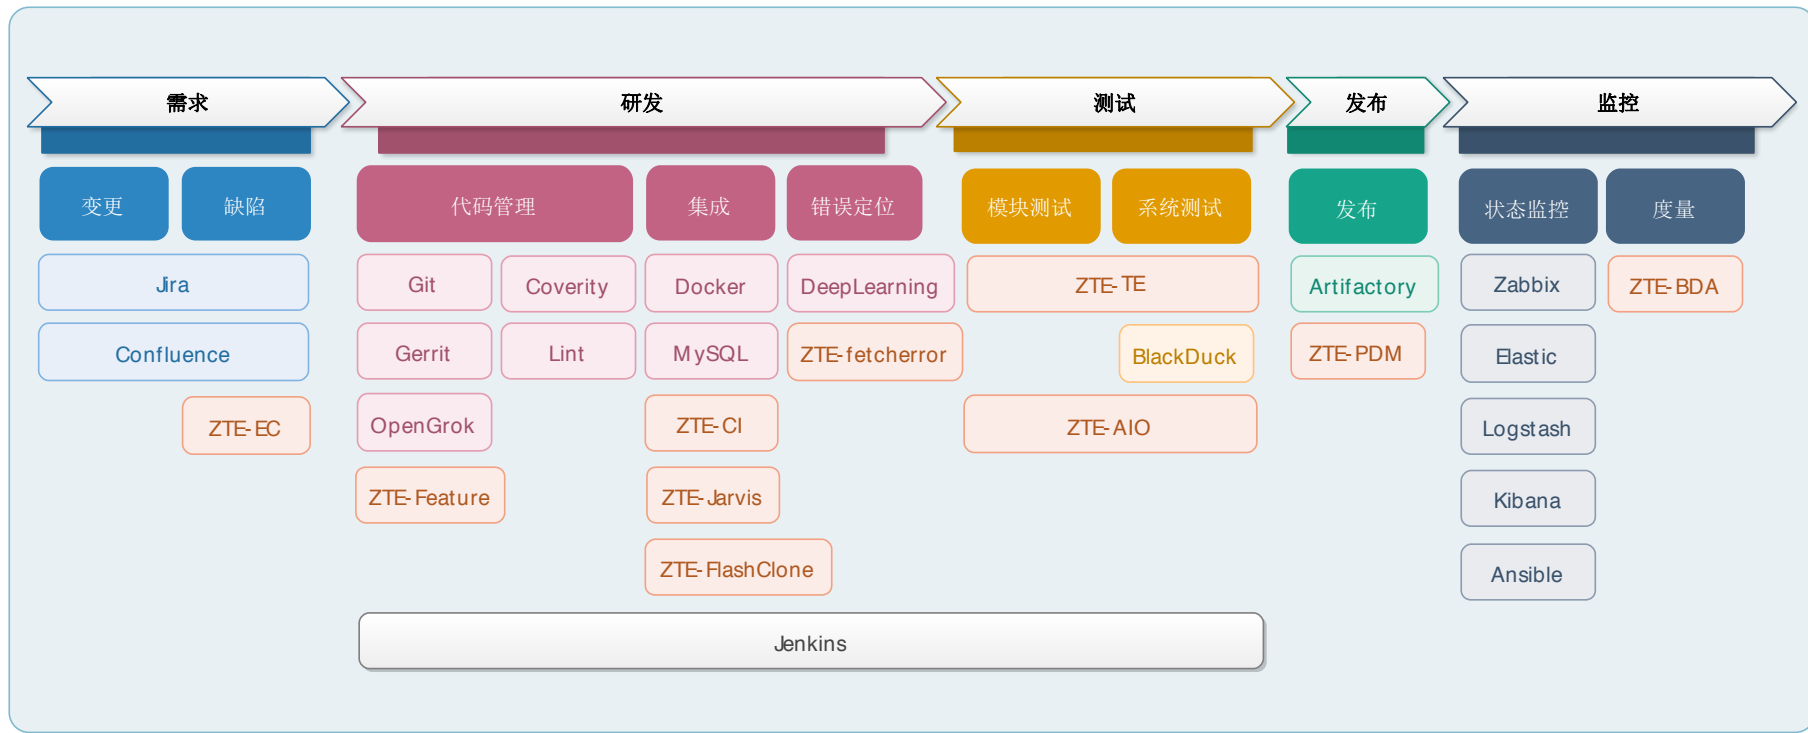 需求
研发
测试
发布
监控
变更
缺陷
代码管理
集成
错误定位
模块测试
系统测试
发布
状态监控
度量
Jira
Git
Coverity
Docker
DeepLearning
ZTE-TE
Artifactory
Zabbix
ZTE-BDA
Confluence
Gerrit
Lint
MySQL
ZTE-fetcherror
BlackDuck
ZTE-PDM
Elastic
ZTE-EC
OpenGrok
ZTE-CI
ZTE-AIO
Logstash
ZTE-Feature
ZTE-Jarvis
Kibana
ZTE-FlashClone
Ansible
Jenkins